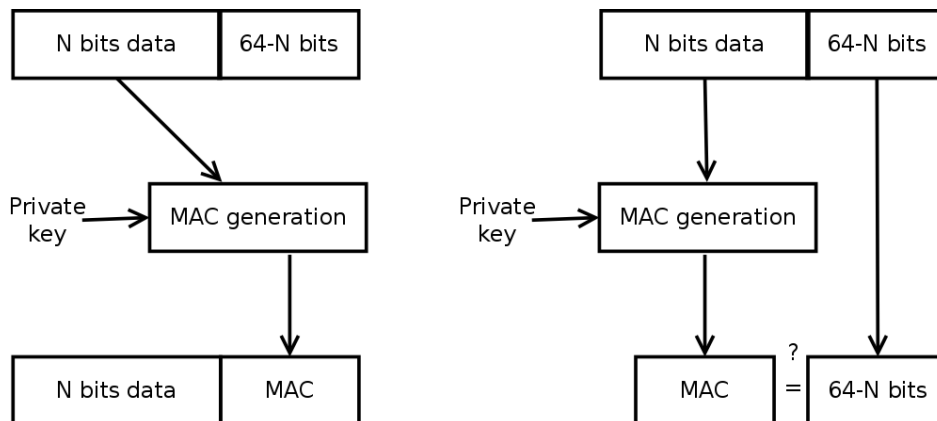 N bits data
64-N bits
Private
key
MAC generation
N bits data
MAC
N bits data
64-N bits
Private
key
MAC generation
MAC
?
=
64-N bits